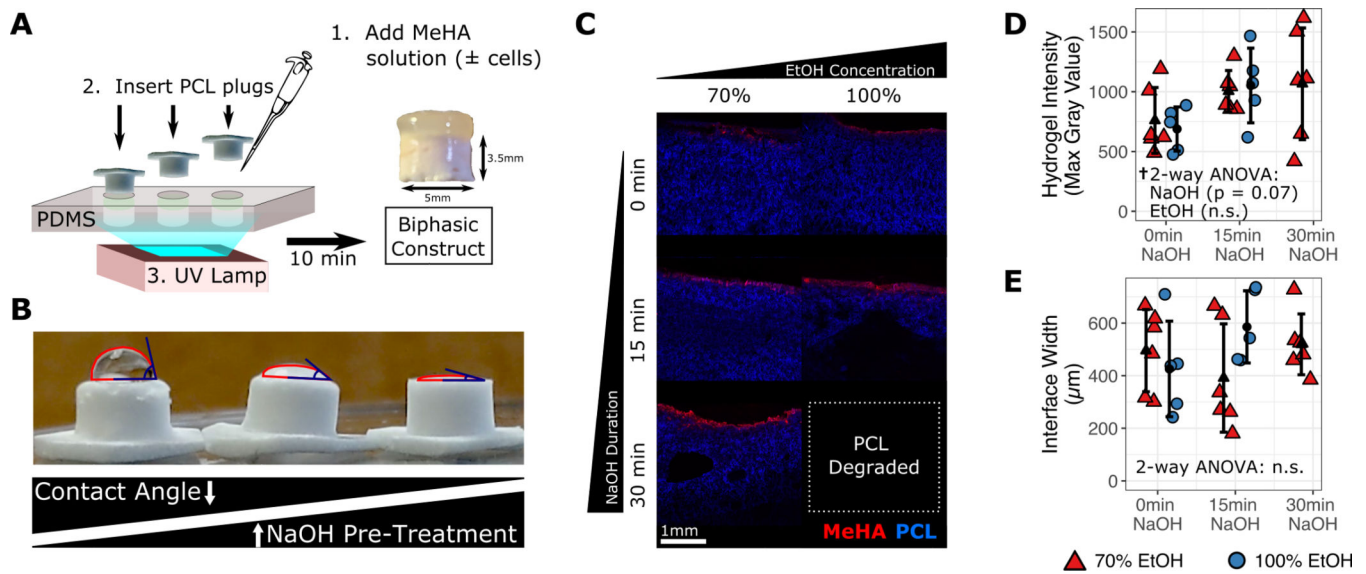 A
1. Add MeHA
solution (± cells)
2. Insert PCL plugs
PDMS
3. UV Lamp
10 min
3.5mm
5mm
Biphasic
Construct
B
Contact Angle↓
↑NaOH Pre-Treatment
C
EtOH Concentration
70% 100%
NaOH Duration
0 min
15 min
30 min
PCL
Degraded
1mm
MeHA PCL
D
Hydrogel Intensity
(Max Gray Value)
1500
1000
500
0
†2-way ANOVA:
NaOH (p = 0.07)
EtOH (n.s.)
0min 15min 30min
NaOH NaOH NaOH
E
Interface Width
(µm)
600
400
200
0
2-way ANOVA: n.s.
0min 15min 30min
NaOH NaOH NaOH
70% EtOH 100% EtOH